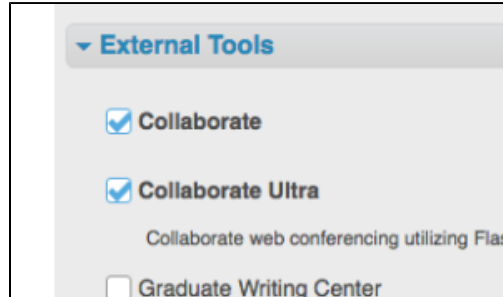 External Tools
Collaborate
Collaborate Ultra
Collaborate web conferencing utilizing
Graduate Writing Center